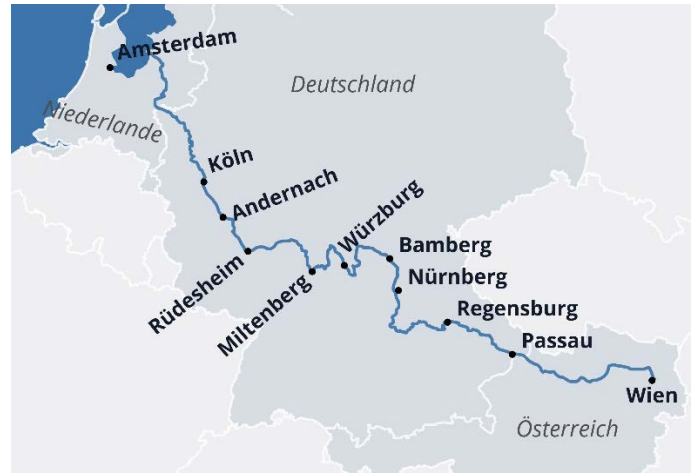 Amsterdam
Deutschland
Niederlande
Köln
Andernach
Würzburg
Rüdesheim
Miltenberg
Bamberg
Nürnberg
Regensburg
Passau
Wien
Österreich